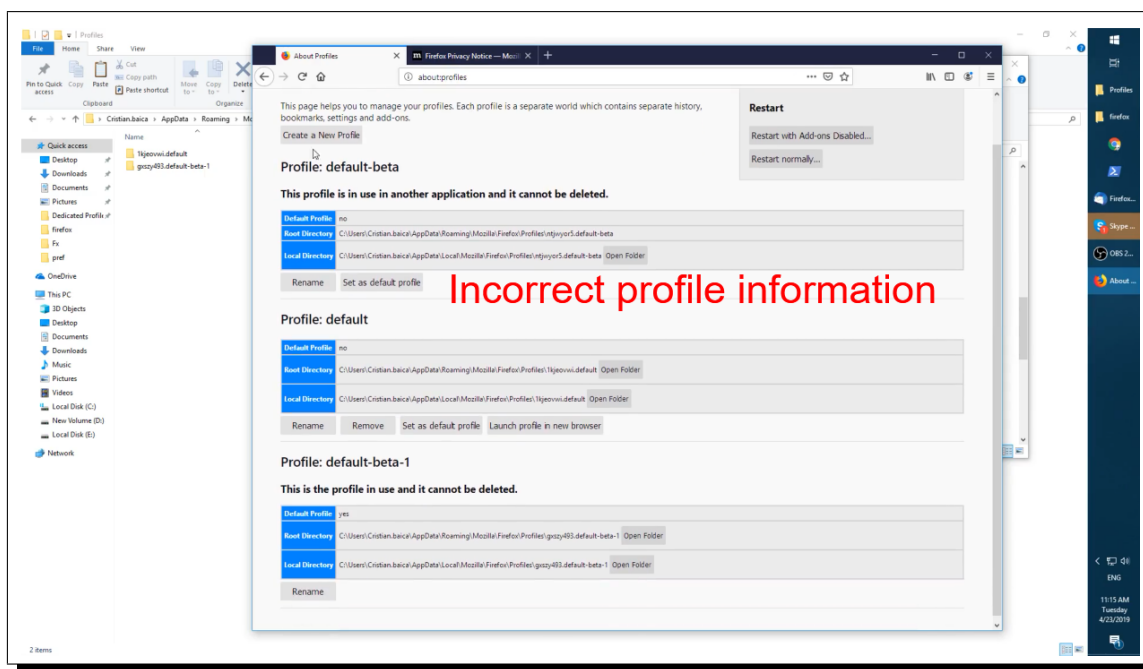 Profiles
File Home Share View
Pin to Quick access
Copy
Paste
Cut
Copy path
Paste shortcut
Move to
Copy to
Delete
Clipboard
Organize
Cristian.baica > AppData > Roaming >
Name
1kjeovwi.default
gxszy493.default-beta-1
Quick access
Desktop
Downloads
Documents
Pictures
Dedicated Profile
firefox
Fx
pref
OneDrive
This PC
3D Objects
Desktop
Documents
Downloads
Music
Pictures
Videos
Local Disk (C:)
New Volume (D:)
Local Disk (E:)
Network
2 items
About Profiles
m Firefox Privacy Notice — Mozil
about:profiles
This page helps you to manage your profiles. Each profile is a separate world which contains separate history,
bookmarks, settings and add-ons.
Create a New Profile
Restart
Restart with Add-ons Disabled...
Restart normally...
Profile: default-beta
This profile is in use in another application and it cannot be deleted.
Default Profile no
Root Directory C:\Users\Cristian.baica\AppData\Roaming\Mozilla\Firefox\Profiles\ntjwyor5.default-beta
Local Directory C:\Users\Cristian.baica\AppData\Local\Mozilla\Firefox\Profiles\ntjwyor5.default-beta Open Folder
Rename Set as default profile
Incorrect profile information
Profile: default
Default Profile no
Root Directory C:\Users\Cristian.baica\AppData\Roaming\Mozilla\Firefox\Profiles\1kjeovwi.default Open Folder
Local Directory C:\Users\Cristian.baica\AppData\Local\Mozilla\Firefox\Profiles\1kjeovwi.default Open Folder
Rename Remove Set as default profile Launch profile in new browser
Profile: default-beta-1
This is the profile in use and it cannot be deleted.
Default Profile yes
Root Directory C:\Users\Cristian.baica\AppData\Roaming\Mozilla\Firefox\Profiles\gxszy493.default-beta-1 Open Folder
Local Directory C:\Users\Cristian.baica\AppData\Local\Mozilla\Firefox\Profiles\gxszy493.default-beta-1 Open Folder
Rename
Profiles
firefox
Firefox...
Skype ...
OBS 2...
About ...
ENG
11:15 AM
Tuesday
4/23/2019